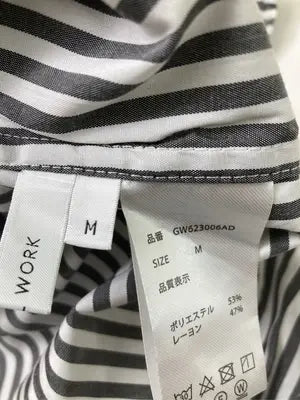 WORK
M
品番 GW623006AD
SIZE M
品質表示
ポリエステル 53%
レーヨン 47%